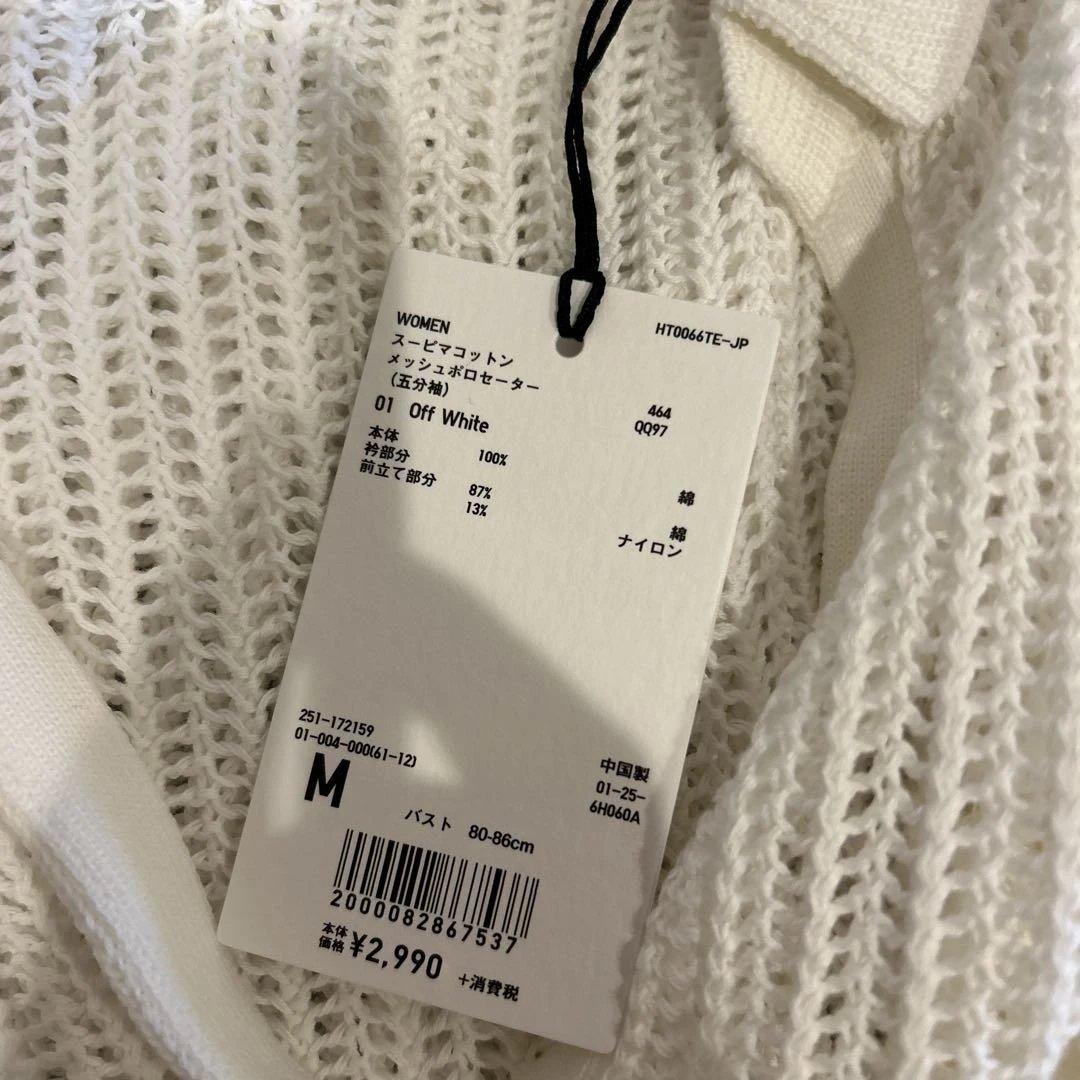 WOMEN
HT0066TE-JP
スーピマコットン
メッシュポロセーター
(五分袖)
01 Off White
464
QQ97
本体
衿部分 100% 綿
前立て部分
87% 綿
13% ナイロン
251-172159
01-004-000(61-12)
M
中国製
01-25-
6H060A
バスト 80-86cm
2000082867537
本体
価格 ¥2,990 +消費税